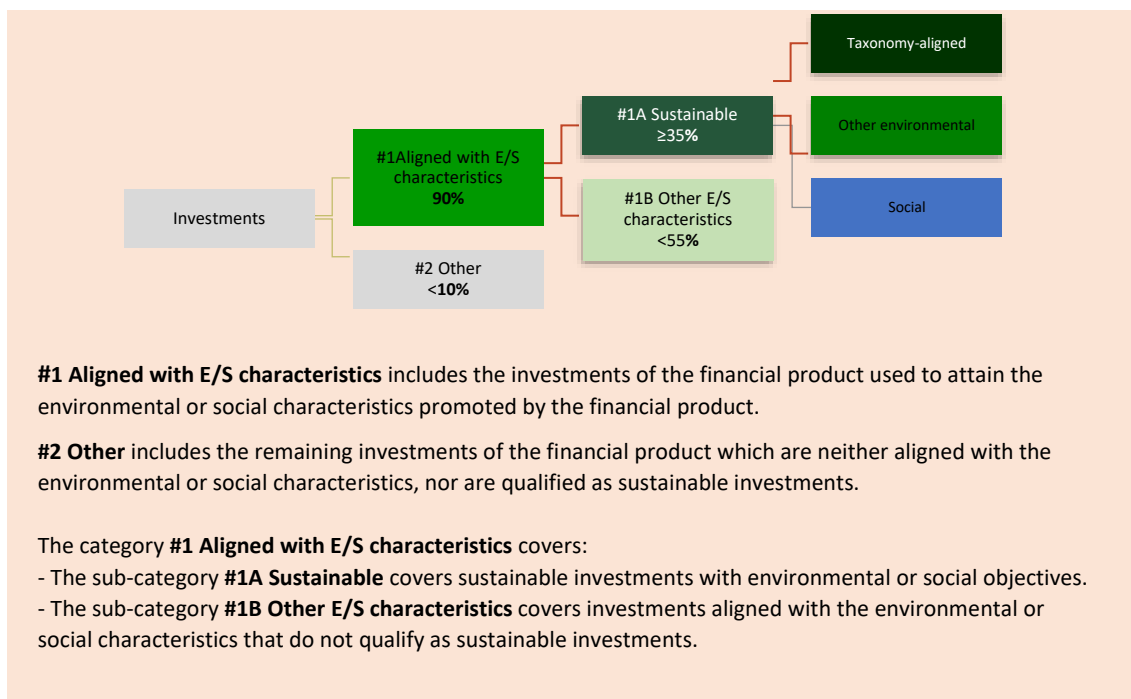 Taxonomy-aligned
#1A Sustainable
≥35%
Other environmental
#1Aligned with E/S
characteristics
90%
#1B Other E/S
characteristics
<55%
Investments
Social
#2 Other
<10%
#1 Aligned with E/S characteristics includes the investments of the financial product used to attain the
environmental or social characteristics promoted by the financial product.
#2 Other includes the remaining investments of the financial product which are neither aligned with the
environmental or social characteristics, nor are qualified as sustainable investments.
The category #1 Aligned with E/S characteristics covers:
- The sub-category #1A Sustainable covers sustainable investments with environmental or social objectives.
- The sub-category #1B Other E/S characteristics covers investments aligned with the environmental or
social characteristics that do not qualify as sustainable investments.